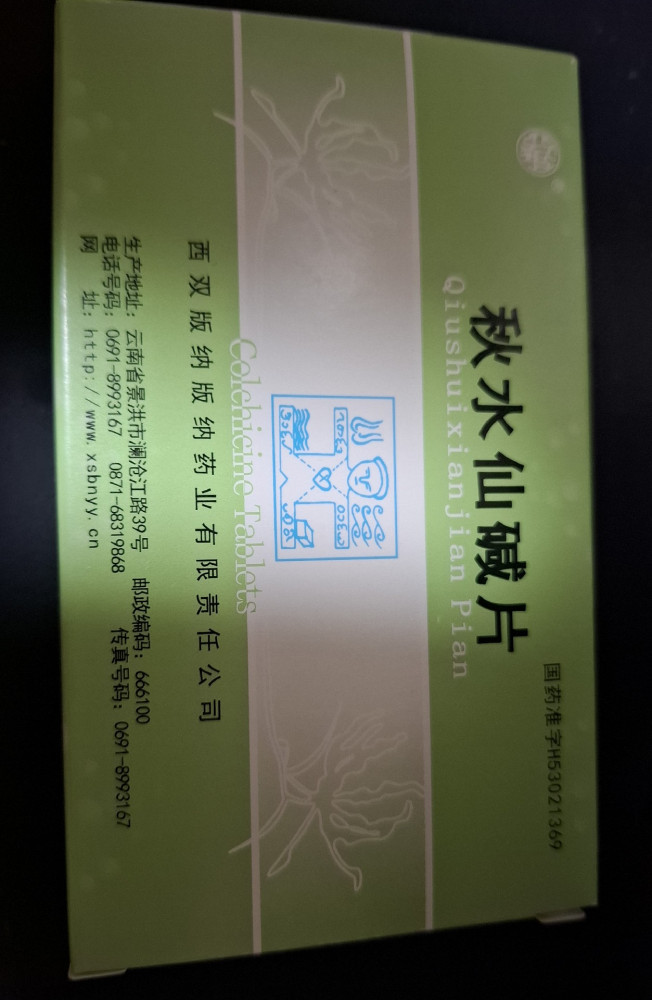 国药准字H53021369
秋水仙碱片
Qiushuixianjian Pian
Colchicine Tablets
西双版纳版纳药业有限责任公司
生产地址：云南省景洪市澜沧江路39号 邮政编码：666100
电话号码：0691-8993167 0871-68319868 传真号码：0691-8993167
网 址：http://www.xsbnyy.cn